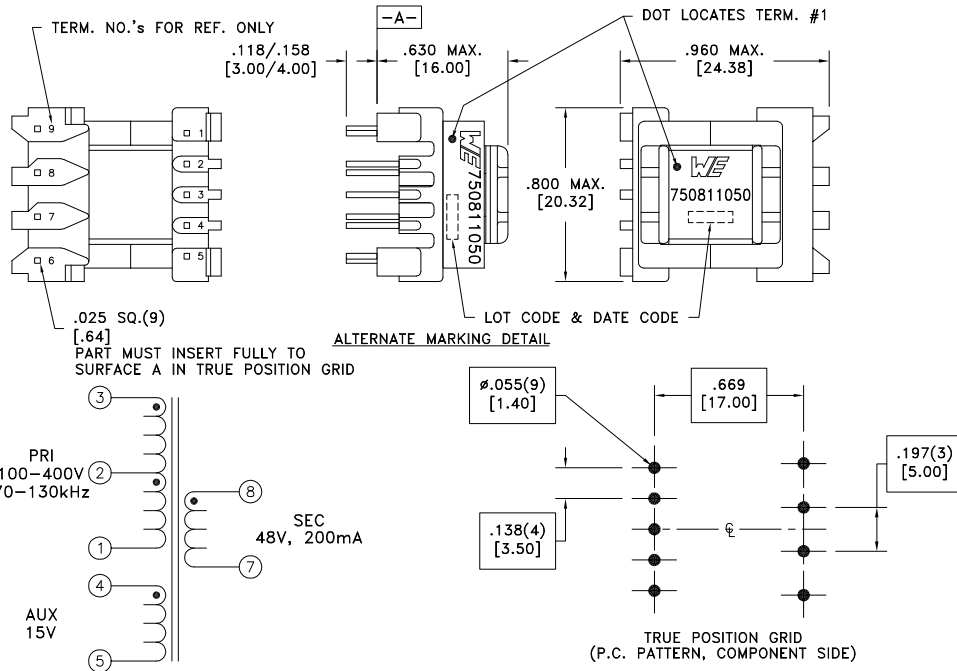 TERM. NO.'s FOR REF. ONLY
.118/.158
[3.00/4.00]
-A-
.630 MAX.
[16.00]
DOT LOCATES TERM. #1
.960 MAX.
[24.38]
9
8
7
6
1
2
3
4
5
WE 750811050
.800 MAX.
[20.32]
WE
750811050
.025 SQ.(9)
[.64]
PART MUST INSERT FULLY TO
SURFACE A IN TRUE POSITION GRID
LOT CODE & DATE CODE
ALTERNATE MARKING DETAIL
3
PRI
100-400V
70-130kHz
2
1
4
AUX
15V
5
8
SEC
48V, 200mA
7
ø.055(9)
[1.40]
.669
[17.00]
.197(3)
[5.00]
.138(4)
[3.50]
℄
TRUE POSITION GRID
(P.C. PATTERN, COMPONENT SIDE)